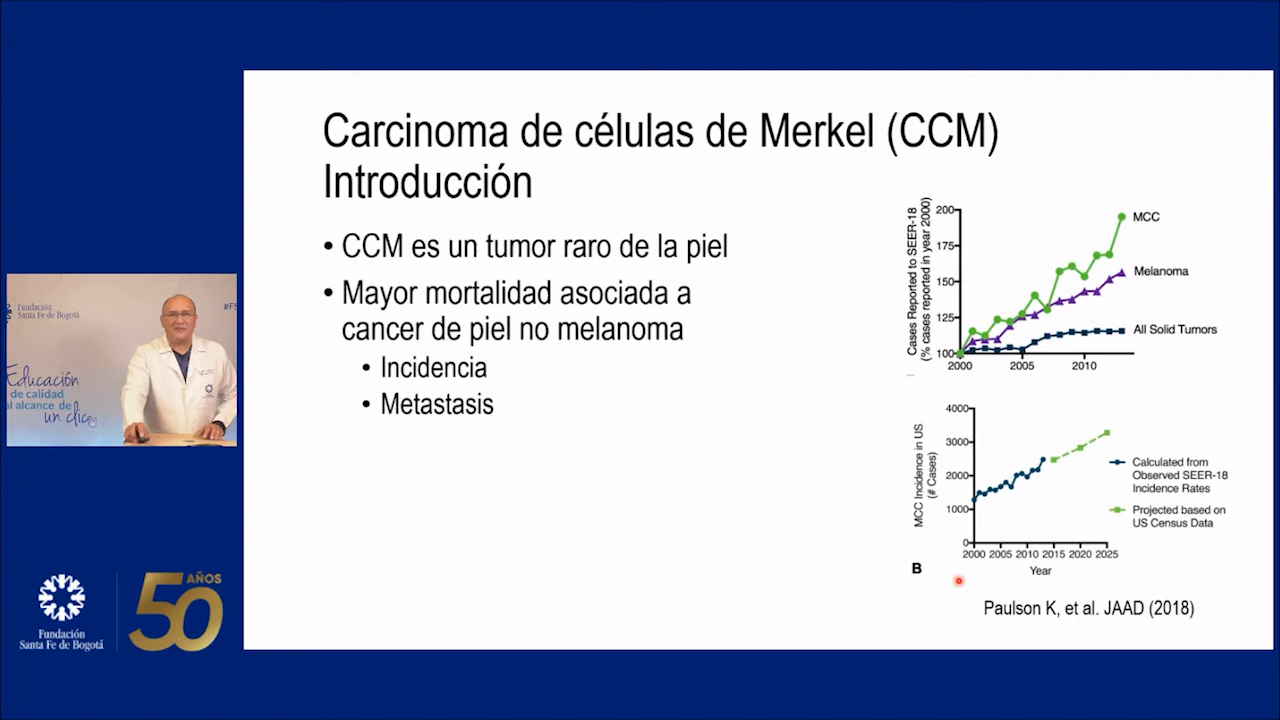 Carcinoma de células de Merkel (CCM)
Introducción
• CCM es un tumor raro de la piel
• Mayor mortalidad asociada a
cancer de piel no melanoma
• Incidencia
• Metastasis
Cases Reported to SEER-18
(% cases reported in year 2000)
200
175
150
125
100
2000 2005 2010
MCC
Melanoma
All Solid Tumors
MCC Incidence in US
(# Cases)
4000
3000
2000
1000
0
2000 2005 2010 2015 2020 2025
Year
Calculated from
Observed SEER-18
Incidence Rates
Projected based on
US Census Data
B
Paulson K, et al. JAAD (2018)
Fundación
Santa Fe de Bogotá
#FS
Educación
de calidad
al alcance de
un clic
Fundación
Santa Fe de Bogotá
50 AÑOS